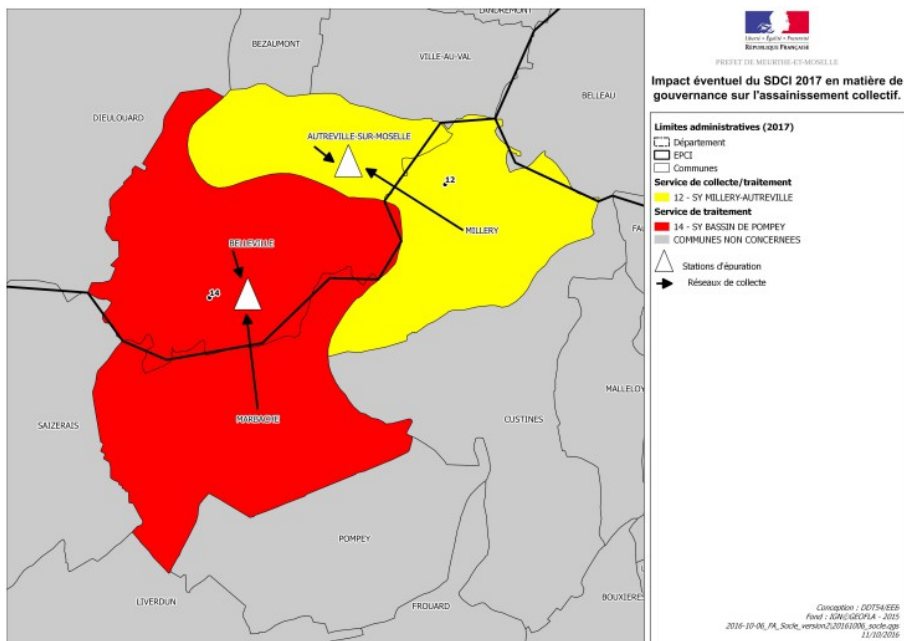 LANDREMONT
BEZAUMONT
VILLE-AU-VAL
BELLEAU
DIEULOUARD
AUTREVILLE-SUR-MOSELLE
12
MILLERY
BELLEVILLE
14
MARBACHE
SAIZERAIS
CUSTINES
MALLELOY
POMPEY
LIVERDUN
FROUARD
BOUXIERES
Liberté • Égalité • Fraternité
RÉPUBLIQUE FRANÇAISE
PREFET DE MEURTHE-ET-MOSELLE
Impact éventuel du SDCI 2017 en matière de
gouvernance sur l'assainissement collectif.
Limites administratives (2017)
Département
EPCI
Communes
Service de collecte/traitement
12 - SY MILLERY-AUTREVILLE
Service de traitement
14 - SY BASSIN DE POMPEY
COMMUNES NON CONCERNEES
Stations d'épuration
Réseaux de collecte
Conception : DDT54/EEB
Fond : IGN©GEOFLA - 2015
2016-10-06_PA_Socle_version2\20161006_socle.qgs
11/10/2016